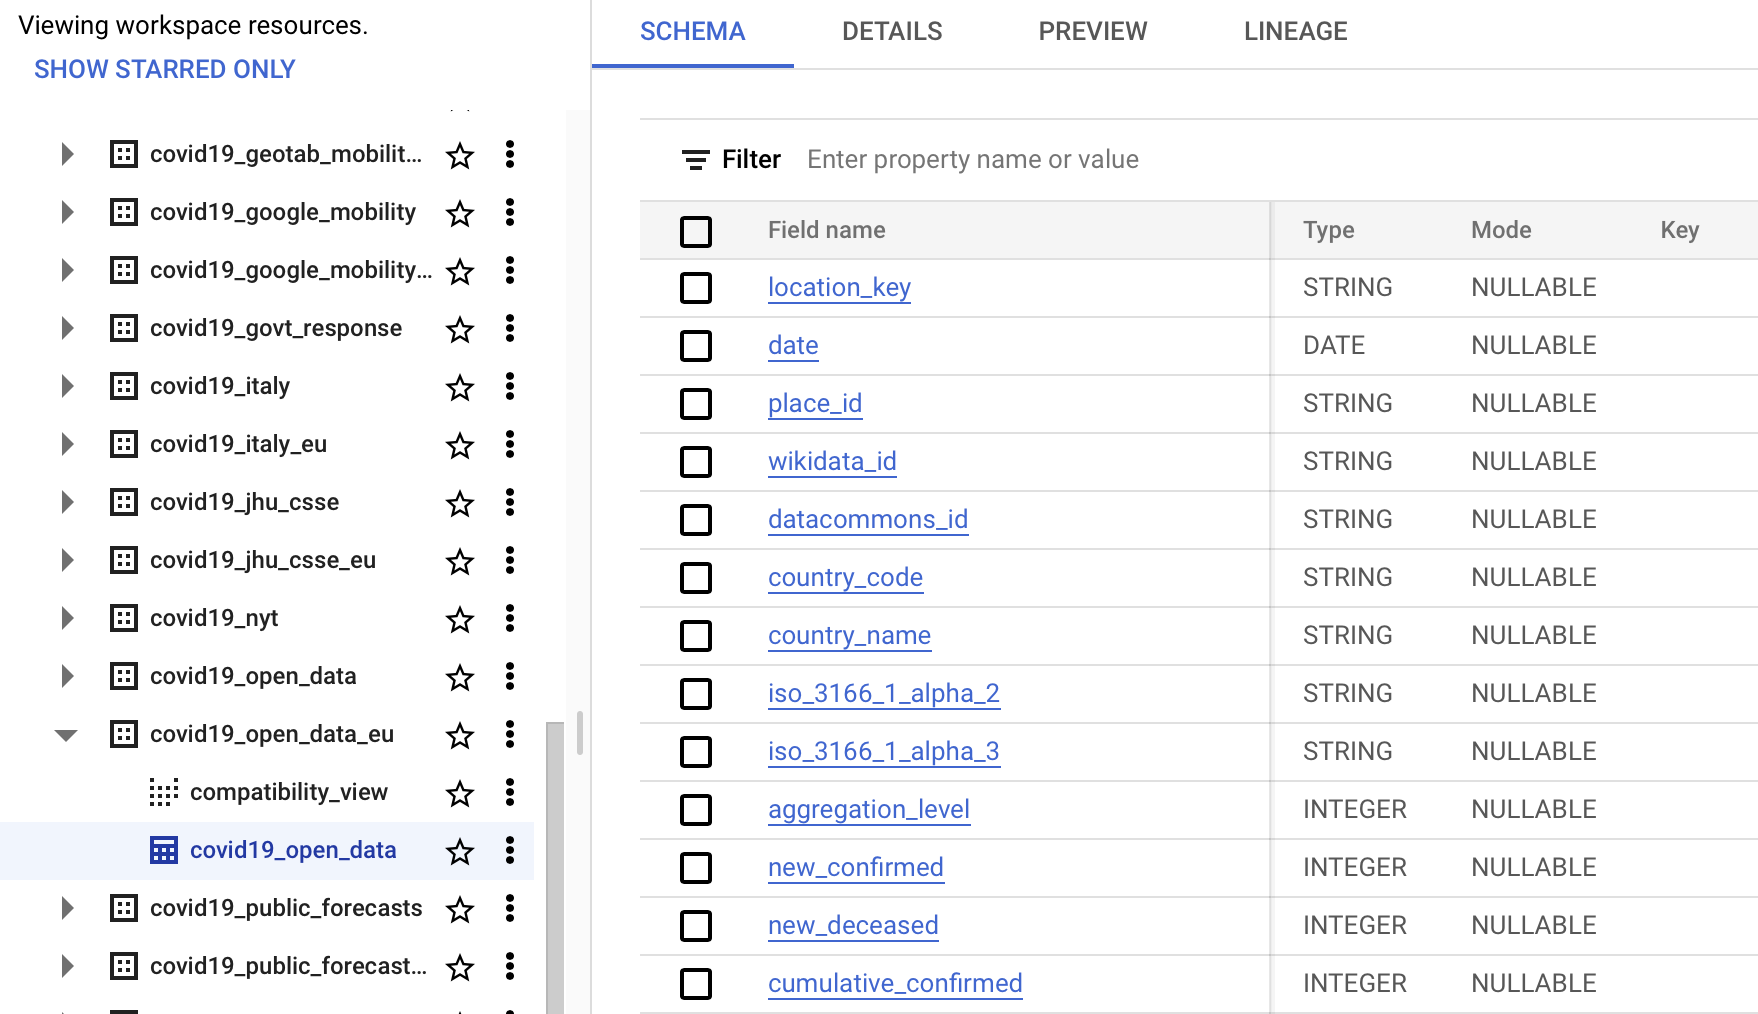 Viewing workspace resources.
SHOW STARRED ONLY
covid19_geotab_mobilit...
covid19_google_mobility
covid19_google_mobility...
covid19_govt_response
covid19_italy
covid19_italy_eu
covid19_jhu_csse
covid19_jhu_csse_eu
covid19_nyt
covid19_open_data
covid19_open_data_eu
compatibility_view
covid19_open_data
covid19_public_forecasts
covid19_public_forecast...
SCHEMA DETAILS PREVIEW LINEAGE
Filter Enter property name or value
Field name Type Mode Key
location_key STRING NULLABLE
date DATE NULLABLE
place_id STRING NULLABLE
wikidata_id STRING NULLABLE
datacommons_id STRING NULLABLE
country_code STRING NULLABLE
country_name STRING NULLABLE
iso_3166_1_alpha_2 STRING NULLABLE
iso_3166_1_alpha_3 STRING NULLABLE
aggregation_level INTEGER NULLABLE
new_confirmed INTEGER NULLABLE
new_deceased INTEGER NULLABLE
cumulative_confirmed INTEGER NULLABLE